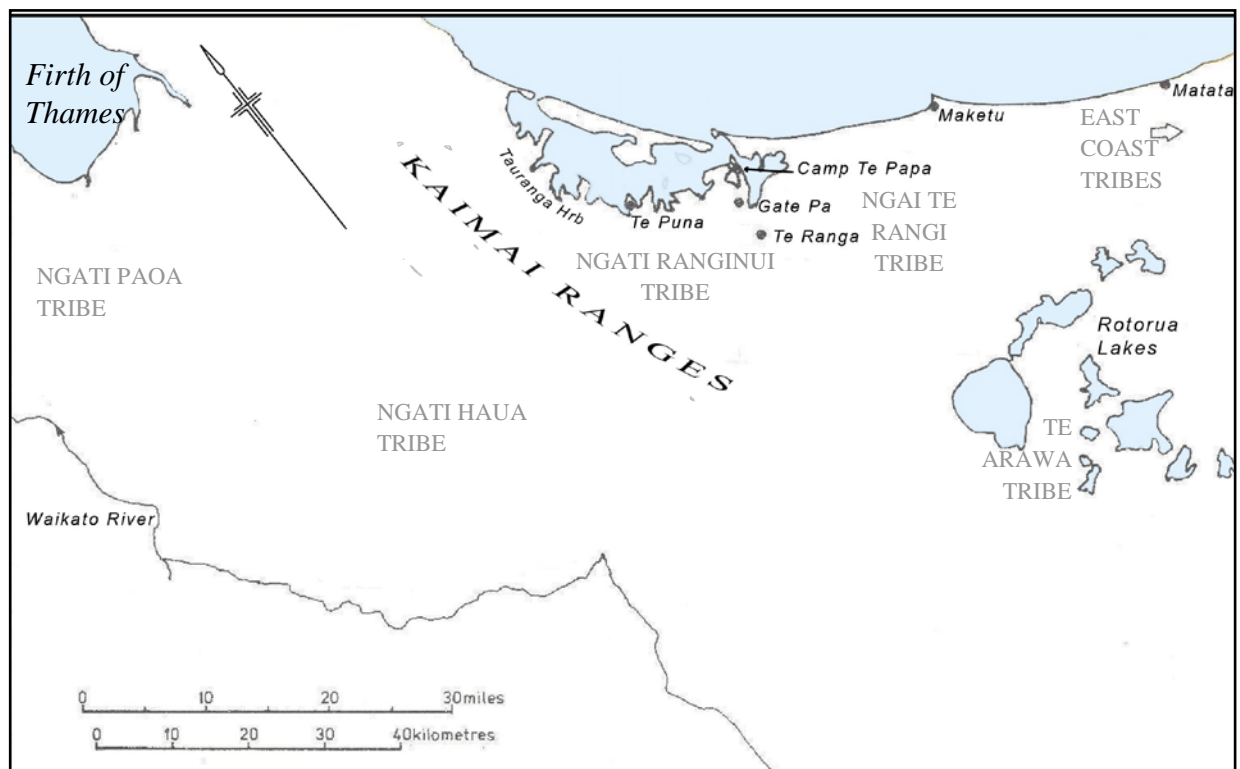 Firth of
Thames
Matata
Maketu
EAST
COAST
TRIBES
KAIMAI RANGES
Tauranga Hrb
Camp Te Papa
Te Puna
Gate Pa
Te Ranga
NGAI TE
RANGI
TRIBE
NGATI RANGINUI
TRIBE
NGATI PAOA
TRIBE
Rotorua
Lakes
NGATI HAUA
TRIBE
TE
ARAWA
TRIBE
Waikato River
0 10 20 30miles
0 10 20 30 40kilometres